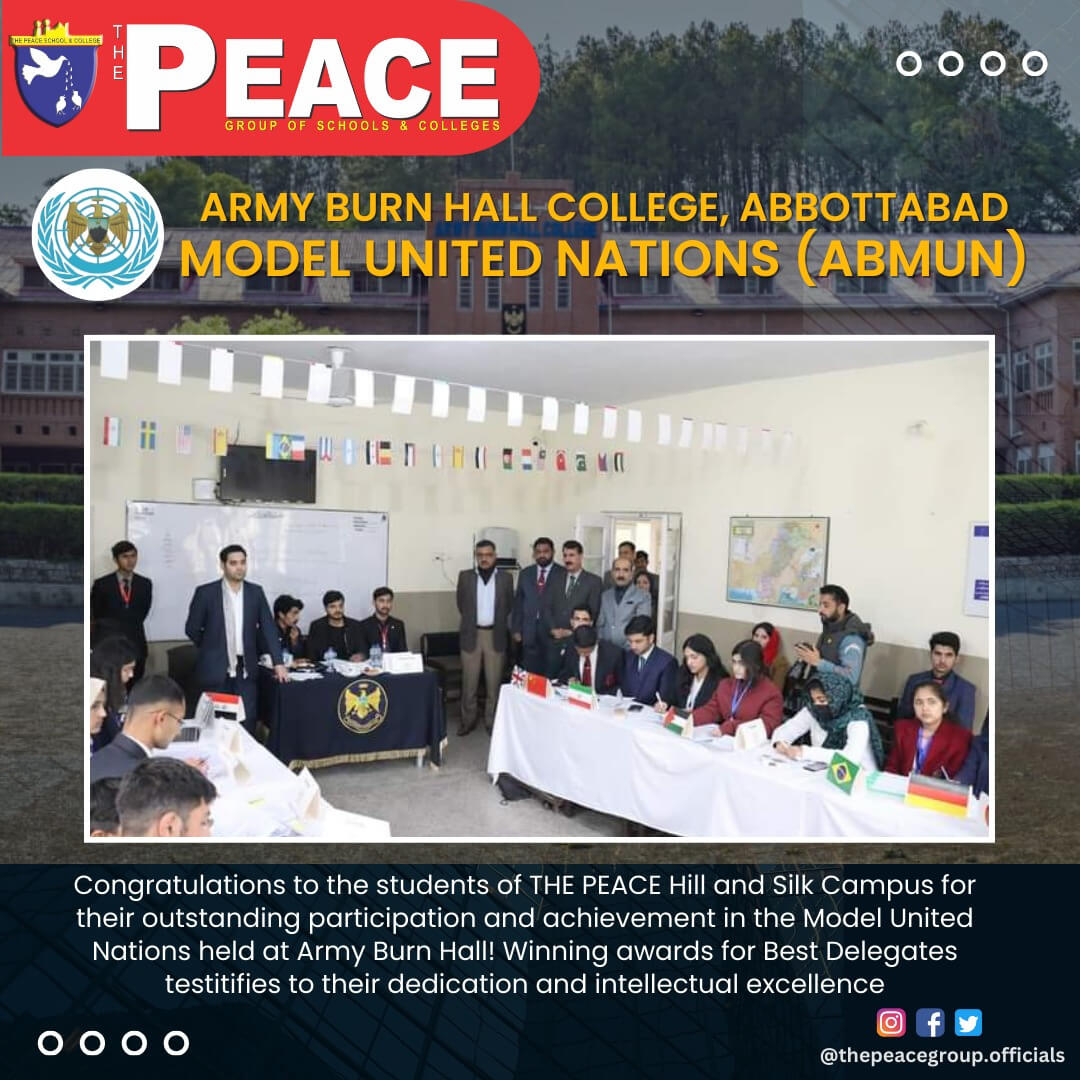 THE PEACE SCHOOL & COLLEGE
THE
PEACE
GROUP OF SCHOOLS & COLLEGES
ARMY BURN HALL COLLEGE, ABBOTTABAD
MODEL UNITED NATIONS (ABMUN)
Congratulations to the students of THE PEACE Hill and Silk Campus for
their outstanding participation and achievement in the Model United
Nations held at Army Burn Hall! Winning awards for Best Delegates
testitifies to their dedication and intellectual excellence
@thepeacegroup.officials